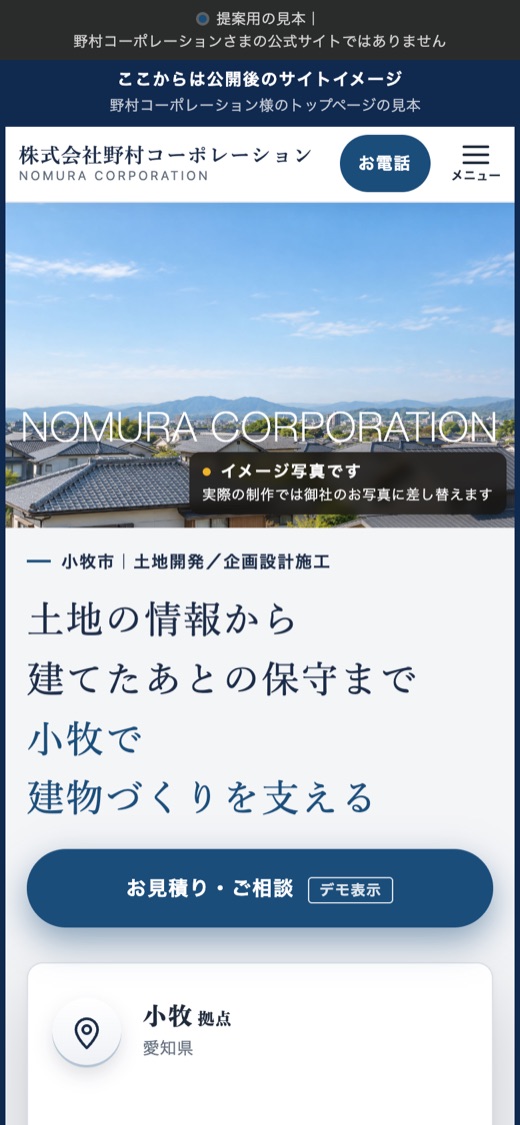 提案用の見本｜
野村コーポレーションさまの公式サイトではありません
ここからは公開後のサイトイメージ
野村コーポレーション様のトップページの見本
株式会社野村コーポレーション
NOMURA CORPORATION
お電話
メニュー
NOMURA CORPORATION
イメージ写真です
実際の制作では御社のお写真に差し替えます
小牧市｜土地開発／企画設計施工
土地の情報から
建てたあとの保守まで
小牧で
建物づくりを支える
お見積り・ご相談 デモ表示
小牧 拠点
愛知県